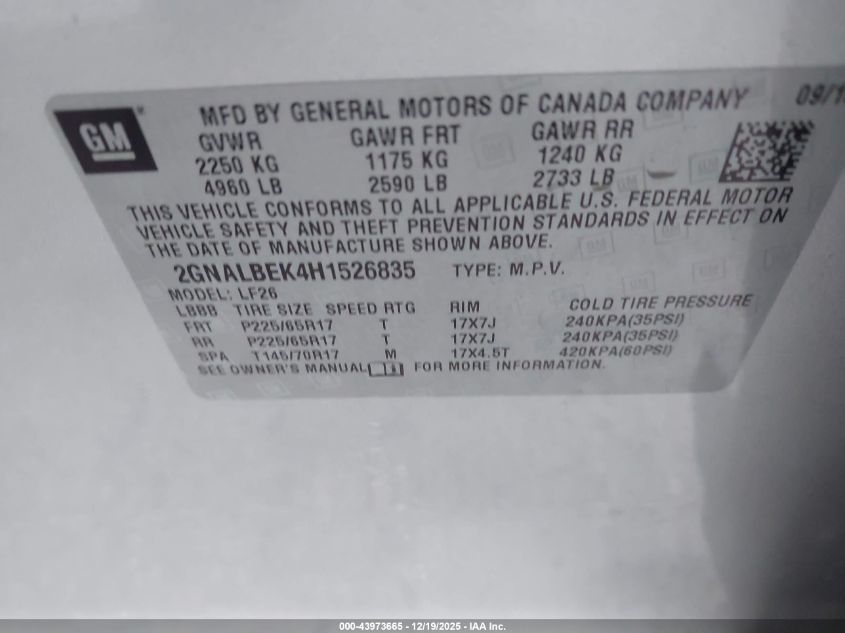 GM
MFD BY GENERAL MOTORS OF CANADA COMPANY
GVWR GAWR FRT GAWR RR
2250 KG 1175 KG 1240 KG
4960 LB 2590 LB 2733 LB
THIS VEHICLE CONFORMS TO ALL APPLICABLE U.S. FEDERAL MOTOR
VEHICLE SAFETY AND THEFT PREVENTION STANDARDS IN EFFECT ON
THE DATE OF MANUFACTURE SHOWN ABOVE.
2GNALBEK4H1526835 TYPE: M.P.V.
MODEL: LF26
LBBB TIRE SIZE SPEED RTG RIM COLD TIRE PRESSURE
FRT P225/65R17 T 17X7J 240KPA(35PSI)
RR P225/65R17 T 17X7J 240KPA(35PSI)
SPA T145/70R17 M 17X4.5T 420KPA(60PSI)
SEE OWNER'S MANUAL FOR MORE INFORMATION.
000-43973665 - 12/19/2025 - IAA Inc.